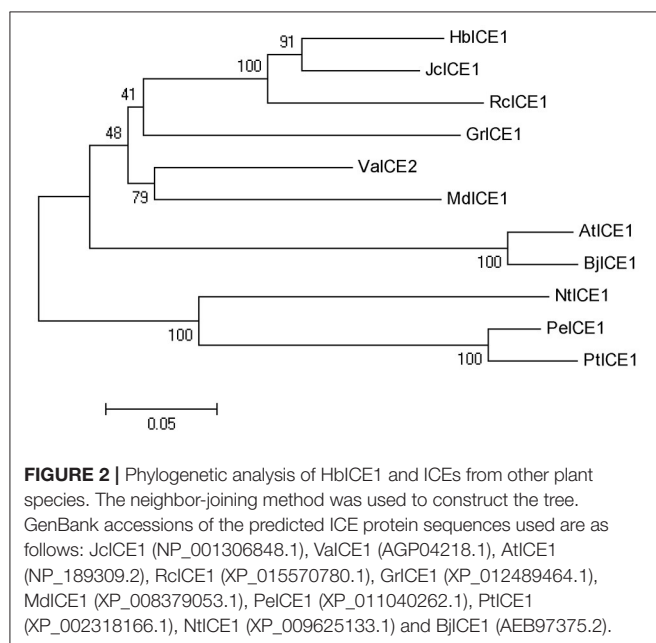 HbICE1
91
JcICE1
100
RcICE1
41
GrICE1
48
VaICE2
79
MdICE1
AtICE1
100
BjICE1
NtICE1
100
PeICE1
100
PtICE1
0.05
FIGURE 2 | Phylogenetic analysis of HbICE1 and ICEs from other plant
species. The neighbor-joining method was used to construct the tree.
GenBank accessions of the predicted ICE protein sequences used are as
follows: JcICE1 (NP_001306848.1), VaICE1 (AGP04218.1), AtICE1
(NP_189309.2), RcICE1 (XP_015570780.1), GrICE1 (XP_012489464.1),
MdICE1 (XP_008379053.1), PeICE1 (XP_011040262.1), PtICE1
(XP_002318166.1), NtICE1 (XP_009625133.1) and BjICE1 (AEB97375.2).